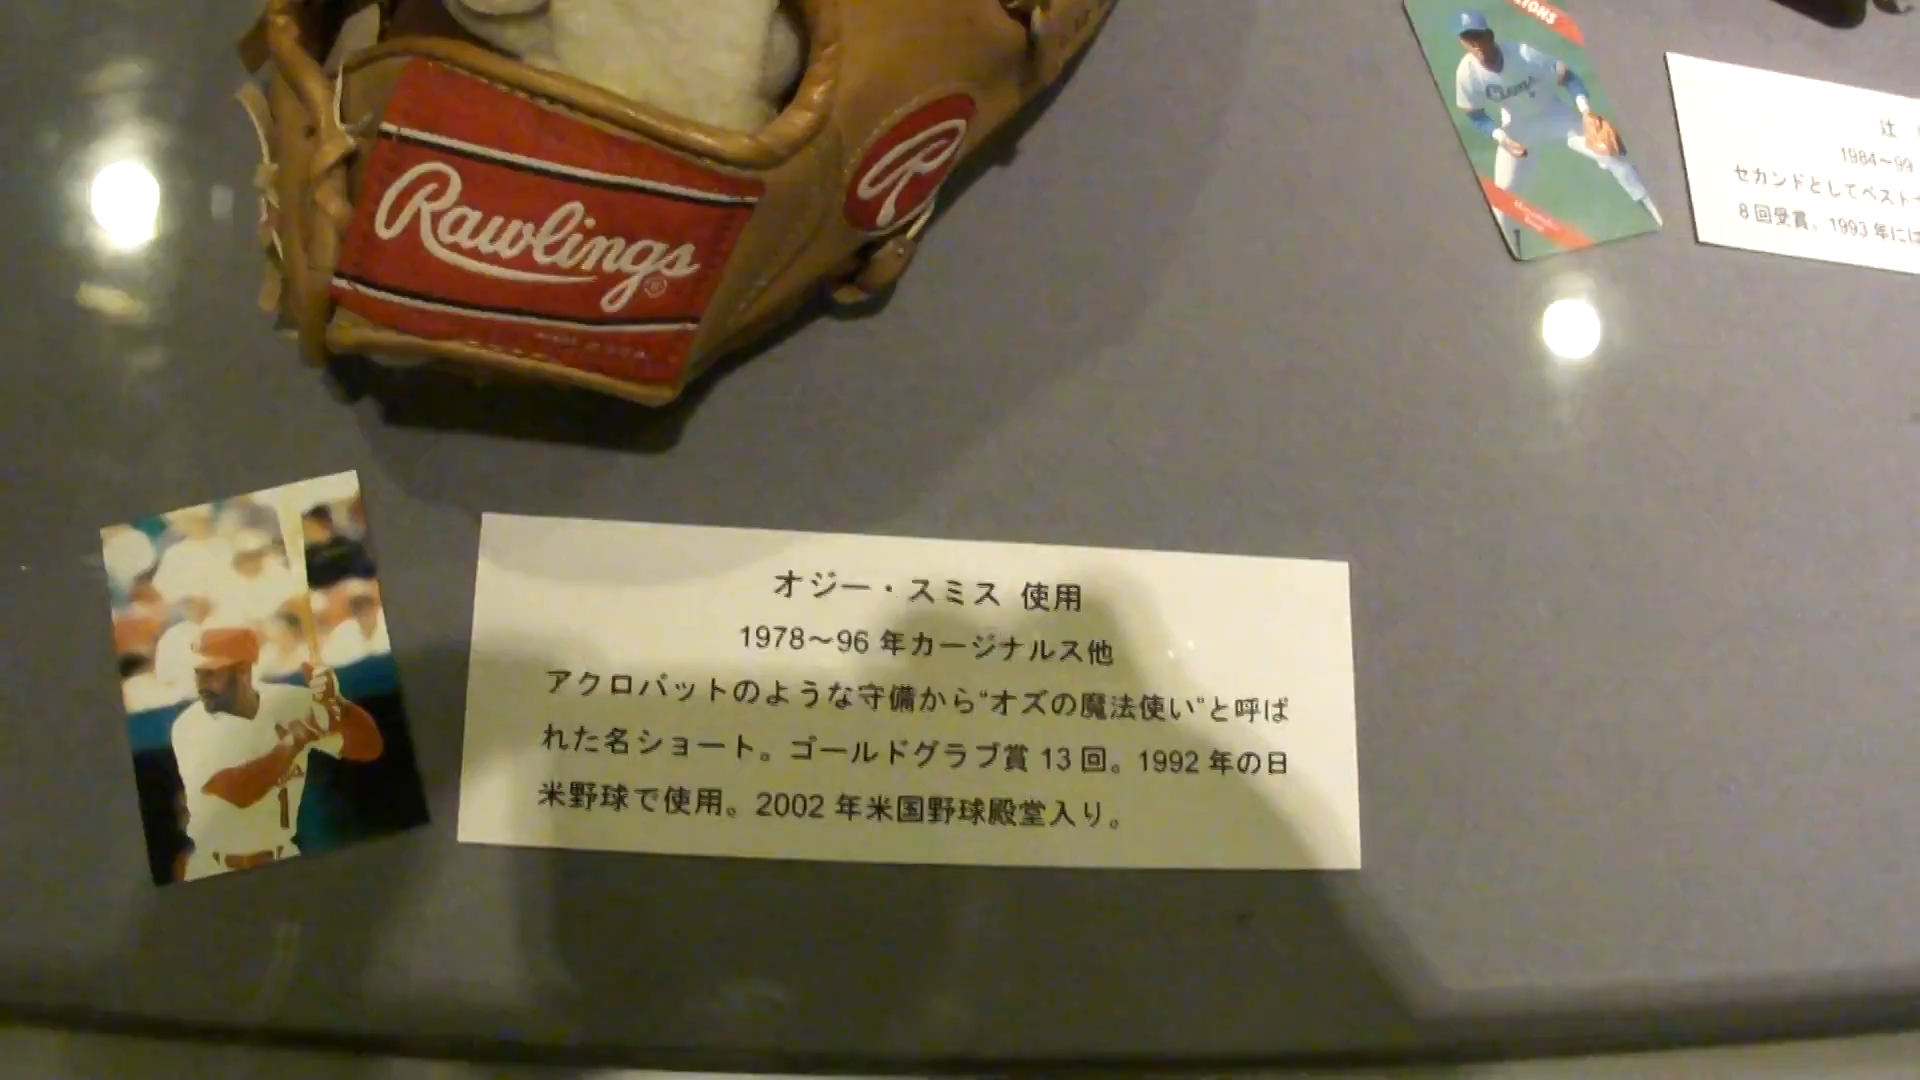 Rawlings
R
オジー・スミス 使用
1978〜96 年カージナルス他
アクロバットのような守備から“オズの魔法使い”と呼ば
れた名ショート。ゴールドグラブ賞 13 回。1992 年の日
米野球で使用。2002 年米国野球殿堂入り。
1
辻
1984〜99
セカンドとしてベスト
8 回受賞。1993 年には